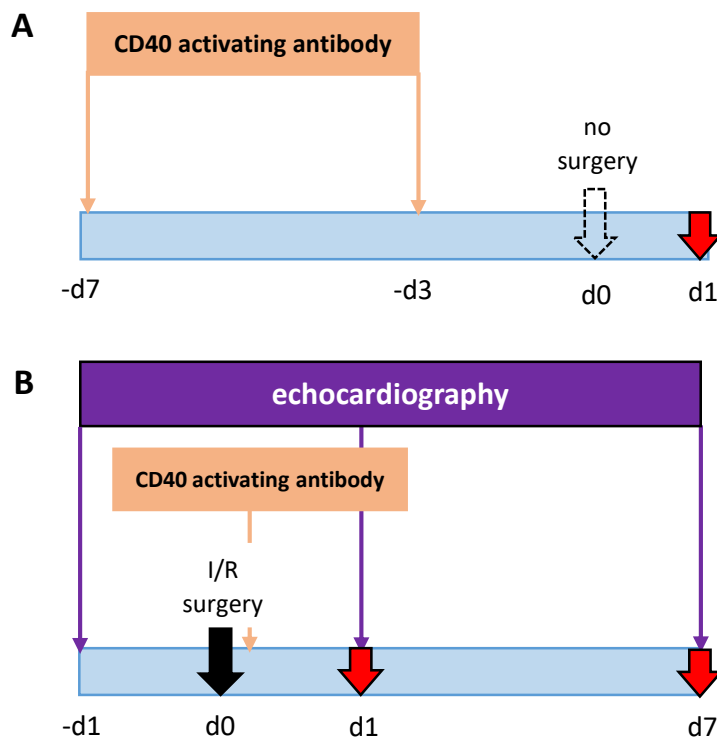 A
CD40 activating antibody
no
surgery
-d7
-d3
d0
d1
B
echocardiography
CD40 activating antibody
I/R
surgery
-d1
d0
d1
d7